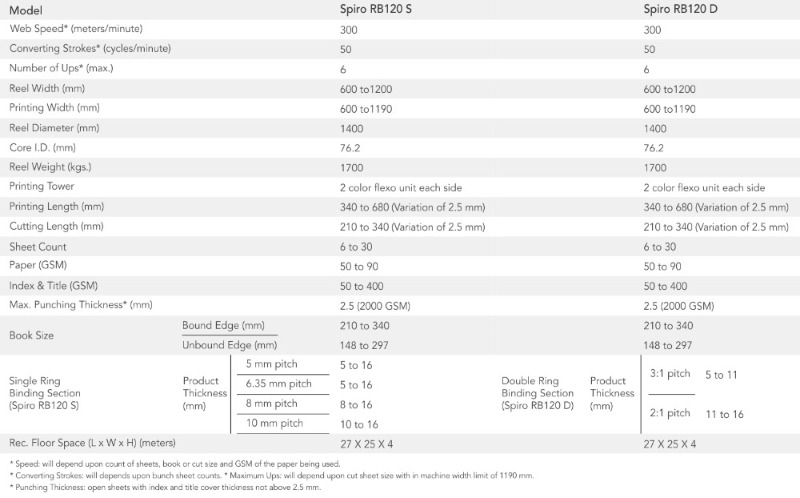 Model Spiro RB120 S Spiro RB120 D
Web Speed* (meters/minute) 300 300
Converting Strokes* (cycles/minute) 50 50
Number of Ups* (max.) 6 6
Reel Width (mm) 600 to1200 600 to1200
Printing Width (mm) 600 to1190 600 to1190
Reel Diameter (mm) 1400 1400
Core I.D. (mm) 76.2 76.2
Reel Weight (kgs.) 1700 1700
Printing Tower 2 color flexo unit each side 2 color flexo unit each side
Printing Length (mm) 340 to 680 (Variation of 2.5 mm) 340 to 680 (Variation of 2.5 mm)
Cutting Length (mm) 210 to 340 (Variation of 2.5 mm) 210 to 340 (Variation of 2.5 mm)
Sheet Count 6 to 30 6 to 30
Paper (GSM) 50 to 90 50 to 90
Index & Title (GSM) 50 to 400 50 to 400
Max. Punching Thickness* (mm) 2.5 (2000 GSM) 2.5 (2000 GSM)
Book Size
Bound Edge (mm) 210 to 340 210 to 340
Unbound Edge (mm) 148 to 297 148 to 297
Single Ring
Binding Section
(Spiro RB120 S)
Product
Thickness
(mm)
5 mm pitch 5 to 16
6.35 mm pitch 5 to 16
8 mm pitch 8 to 16
10 mm pitch 10 to 16
Double Ring
Binding Section
(Spiro RB120 D)
Product
Thickness
(mm)
3:1 pitch 5 to 11
2:1 pitch 11 to 16
Rec. Floor Space (L x W x H) (meters) 27 X 25 X 4 27 X 25 X 4
* Speed: will depend upon count of sheets, book or cut size and GSM of the paper being used.
* Converting Strokes: will depends upon bunch sheet counts. * Maximum Ups: will depend upon cut sheet size with in machine width limit of 1190 mm.
* Punching Thickness: open sheets with index and title cover thickness not above 2.5 mm.